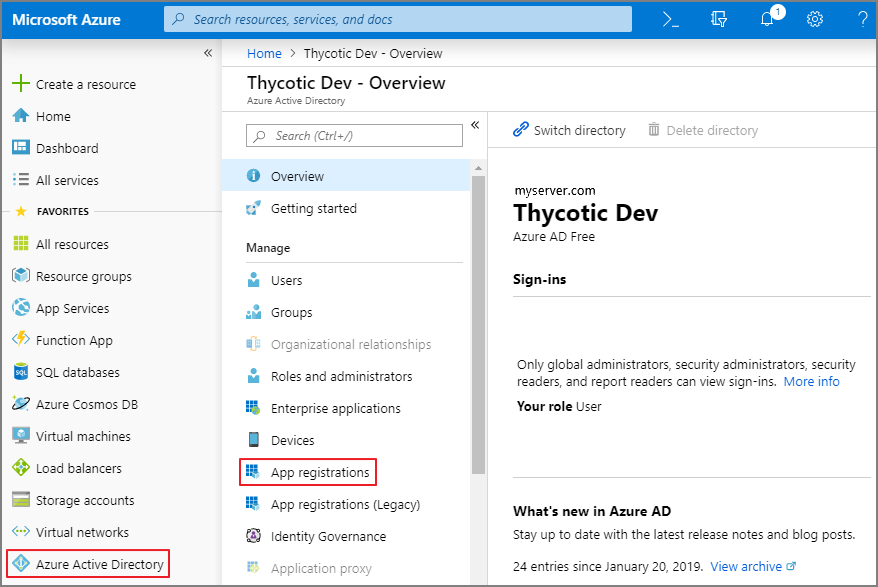 Microsoft Azure
Search resources, services, and docs
1
?
Create a resource
Home
Dashboard
All services
FAVORITES
All resources
Resource groups
App Services
Function App
SQL databases
Azure Cosmos DB
Virtual machines
Load balancers
Storage accounts
Virtual networks
Azure Active Directory
Home > Thycotic Dev - Overview
Thycotic Dev - Overview
Azure Active Directory
Search (Ctrl+/)
Overview
Getting started
Manage
Users
Groups
Organizational relationships
Roles and administrators
Enterprise applications
Devices
App registrations
App registrations (Legacy)
Identity Governance
Application proxy
Switch directory
Delete directory
myserver.com
Thycotic Dev
Azure AD Free
Sign-ins
Only global administrators, security administrators, security
readers, and report readers can view sign-ins. More info
Your role User
What's new in Azure AD
Stay up to date with the latest release notes and blog posts.
24 entries since January 20, 2019. View archive